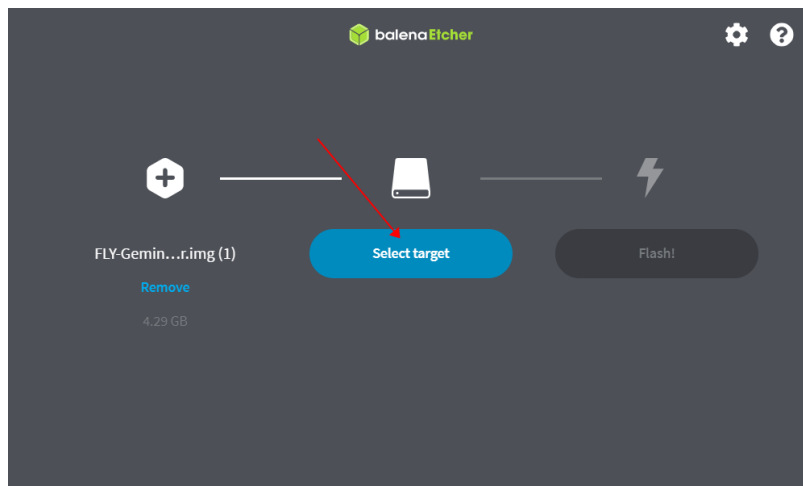 balenaEtcher
FLY-Gemin...r.img (1)
Select target
Flash!
Remove
4.29 GB